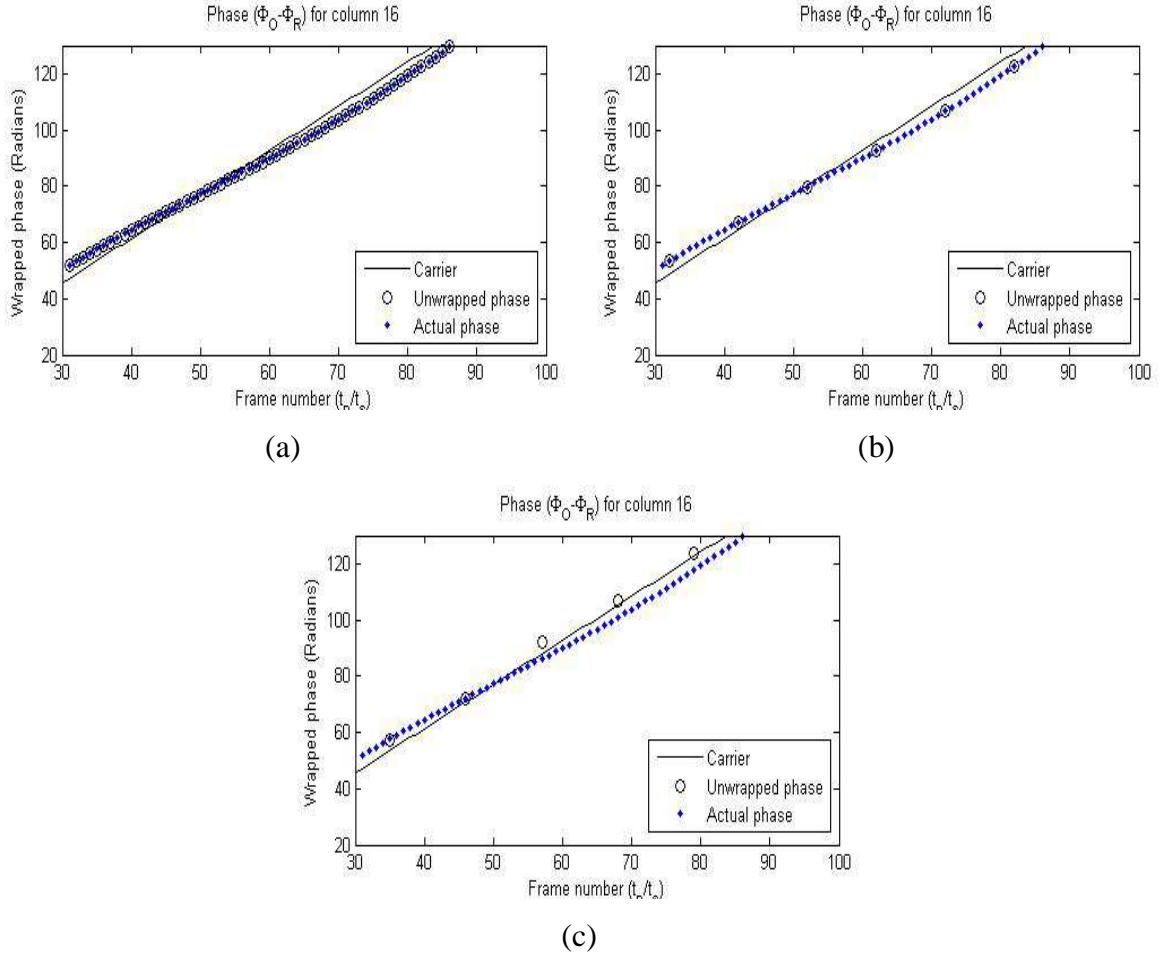 Phase (Φ_O-Φ_R) for column 16
Wrapped phase (Radians)
120
100
80
60
40
20
Carrier
Unwrapped phase
Actual phase
30 40 50 60 70 80 90 100
Frame number
(a)
Phase (Φ_O-Φ_R) for column 16
Wrapped phase (Radians)
120
100
80
60
40
20
Carrier
Unwrapped phase
Actual phase
30 40 50 60 70 80 90 100
Frame number
(b)
Phase (Φ_O-Φ_R) for column 16
Wrapped phase (Radians)
120
100
80
60
40
20
Carrier
Unwrapped phase
Actual phase
30 40 50 60 70 80 90 100
Frame number
(c)